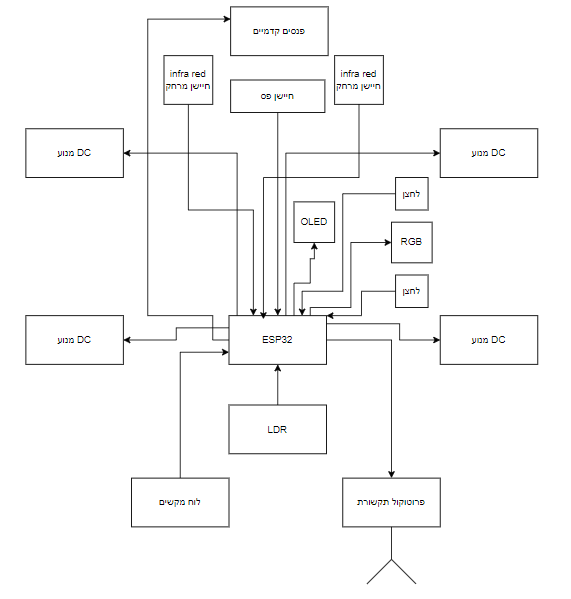 פנסים קדמיים
infra red
חיישן מרחק
infra red
חיישן מרחק
חיישן פס
מנוע DC
מנוע DC
לחצן
OLED
RGB
לחצן
מנוע DC
ESP32
מנוע DC
LDR
לוח מקשים
פרוטוקול תקשורת